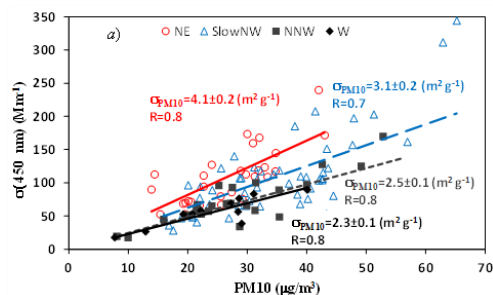 a) NE SlowNW NNW W
350
300
250
200
150
100
50
0
σ(450 nm) (Mm⁻¹)
σPM10=4.1±0.2 (m² g⁻¹)
R=0.8
σPM10=3.1±0.2 (m² g⁻¹)
R=0.7
σPM10=2.5±0.1 (m² g⁻¹)
R=0.8
σPM10=2.3±0.1 (m² g⁻¹)
R=0.8
0 10 20 30 40 50 60 70
PM10 (µg/m³)